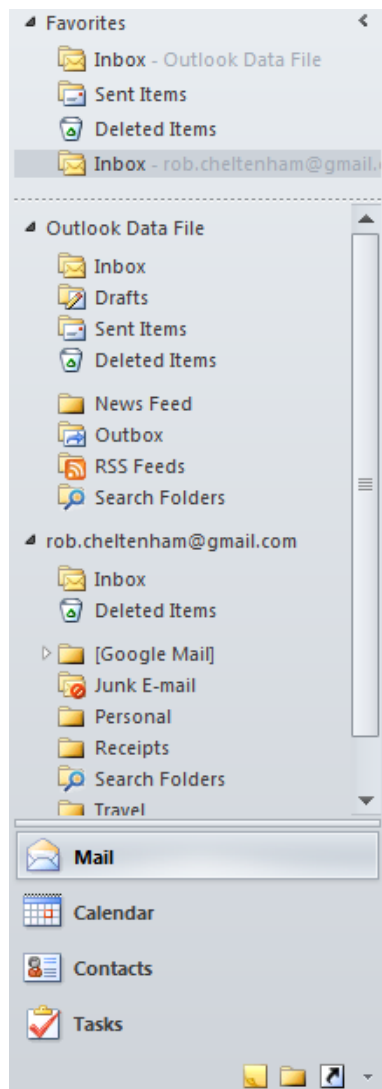 Favorites
Inbox - Outlook Data File
Sent Items
Deleted Items
Inbox - rob.cheltenham@gmail.
Outlook Data File
Inbox
Drafts
Sent Items
Deleted Items
News Feed
Outbox
RSS Feeds
Search Folders
rob.cheltenham@gmail.com
Inbox
Deleted Items
[Google Mail]
Junk E-mail
Personal
Receipts
Search Folders
Travel
Mail
Calendar
Contacts
Tasks